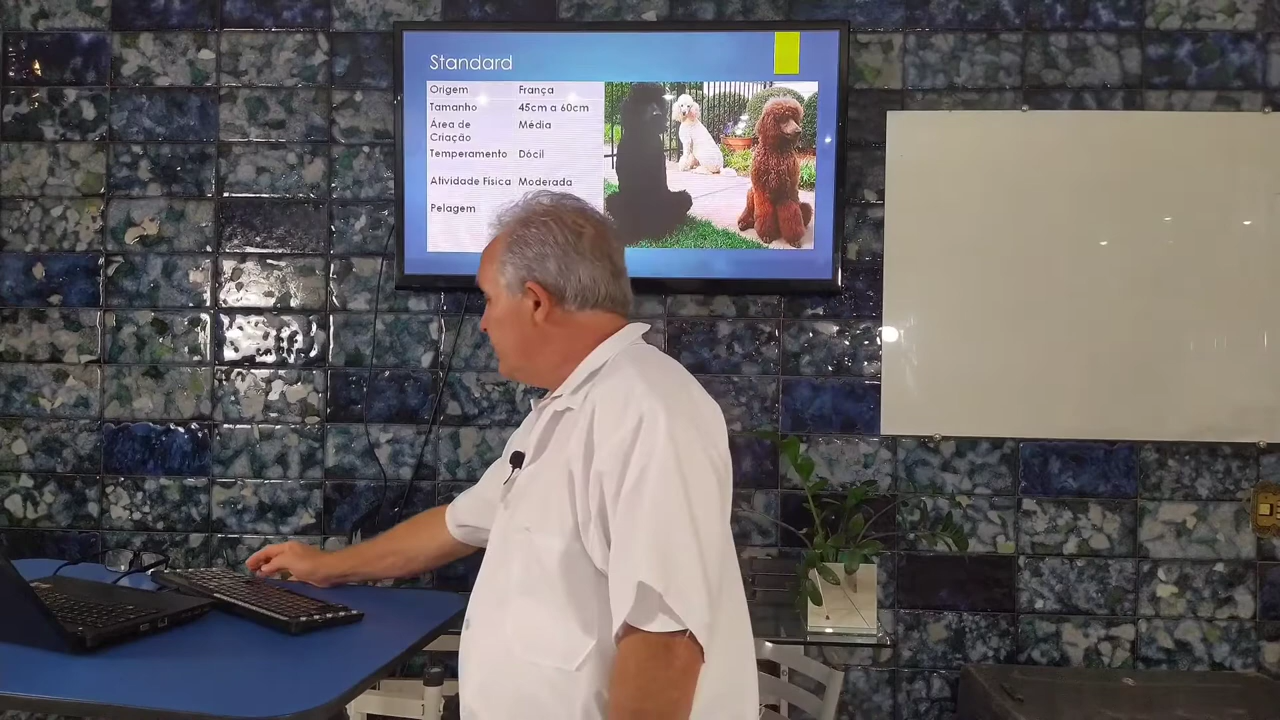 Standard
Origem França
Tamanho 45cm a 60cm
Área de Média
Criação
Temperamento Dócil
Atividade Física Moderada
Pelagem